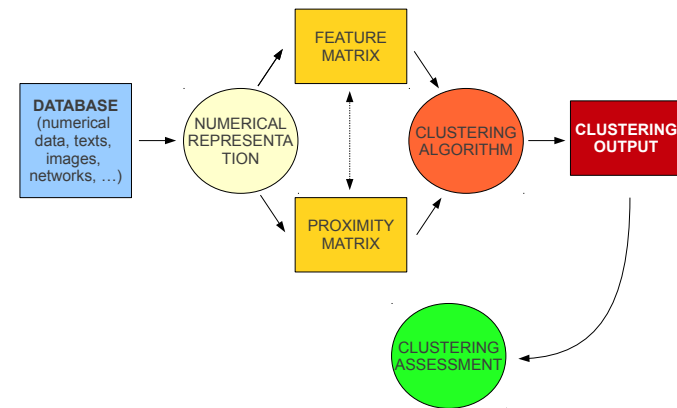 DATABASE
(numerical
data, texts,
images,
networks, …)
NUMERICAL
REPRESENTA
TION
FEATURE
MATRIX
PROXIMITY
MATRIX
CLUSTERING
ALGORITHM
CLUSTERING
OUTPUT
CLUSTERING
ASSESSMENT